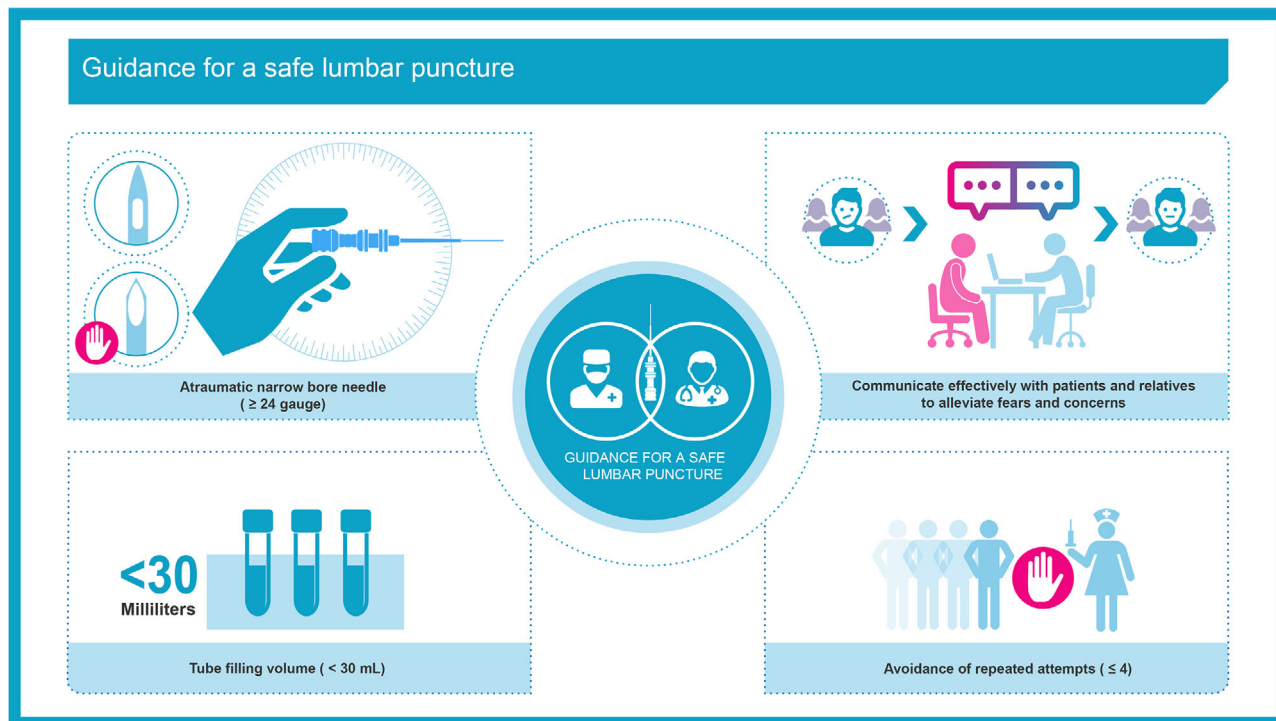 Guidance for a safe lumbar puncture
Atraumatic narrow bore needle
( ≥ 24 gauge)
Communicate effectively with patients and relatives
to alleviate fears and concerns
GUIDANCE FOR A SAFE
LUMBAR PUNCTURE
<30
Milliliters
Tube filling volume ( < 30 mL)
Avoidance of repeated attempts ( ≤ 4)